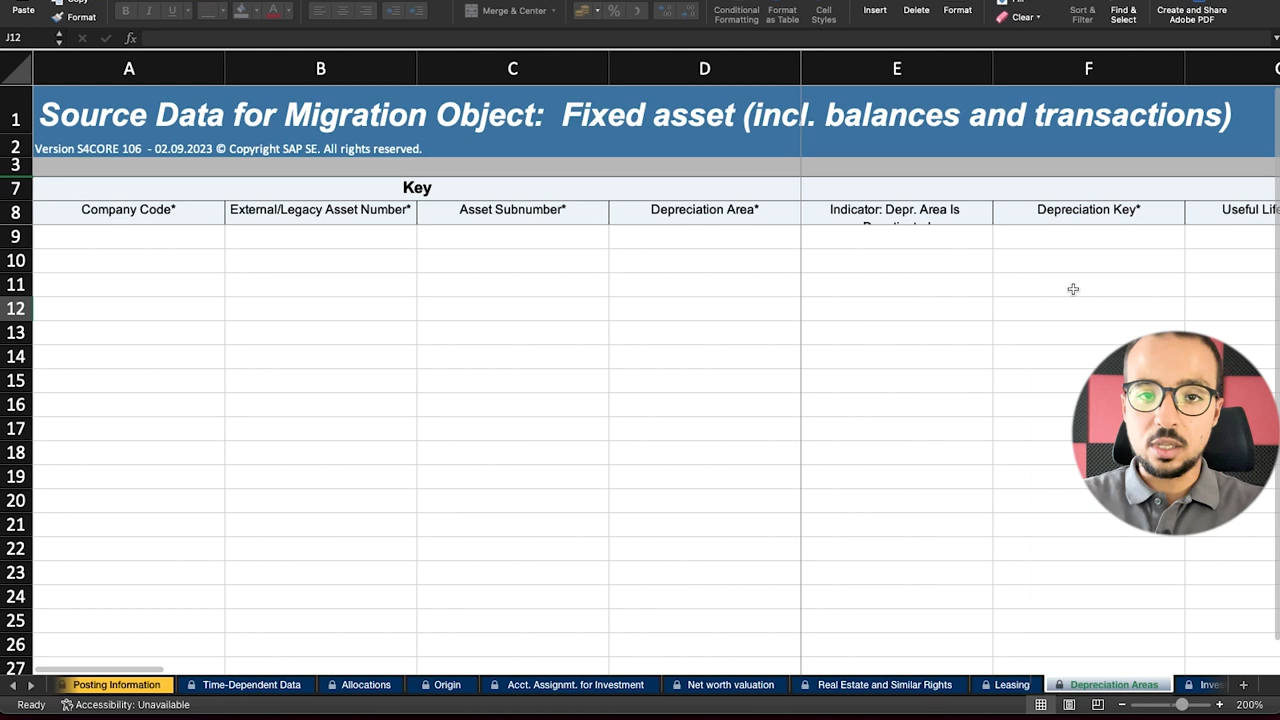 Paste
Copy
Format
B I U
A
Merge & Center
%
Conditional Formatting
Format as Table
Cell Styles
Insert
Delete
Format
Clear
Sort & Filter
Find & Select
Create and Share Adobe PDF
J12
fx
A B C D E F
1 Source Data for Migration Object: Fixed asset (incl. balances and transactions)
2 Version S4CORE 106 - 02.09.2023 © Copyright SAP SE. All rights reserved.
3
7 Key
8 Company Code* External/Legacy Asset Number* Asset Subnumber* Depreciation Area* Indicator: Depr. Area Is Depreciation Key* Useful Life
9
10
11
12
13
14
15
16
17
18
19
20
21
22
23
24
25
26
27
Posting Information Time-Dependent Data Allocations Origin Acct. Assignmt. for Investment Net worth valuation Real Estate and Similar Rights Leasing Depreciation Areas Inves
Ready Accessibility: Unavailable 200%